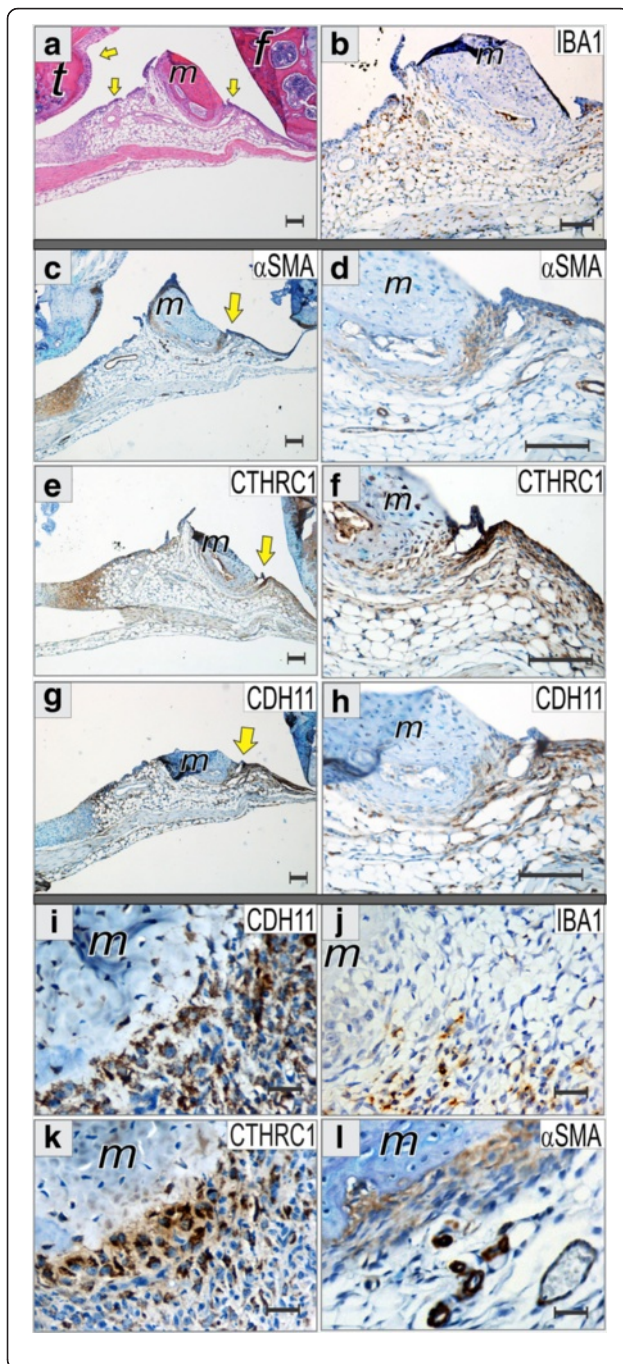 a t m f
b m IBA1
c m αSMA
d m αSMA
e m CTHRC1
f m CTHRC1
g m CDH11
h m CDH11
i m CDH11
j m IBA1
k m CTHRC1
l m αSMA